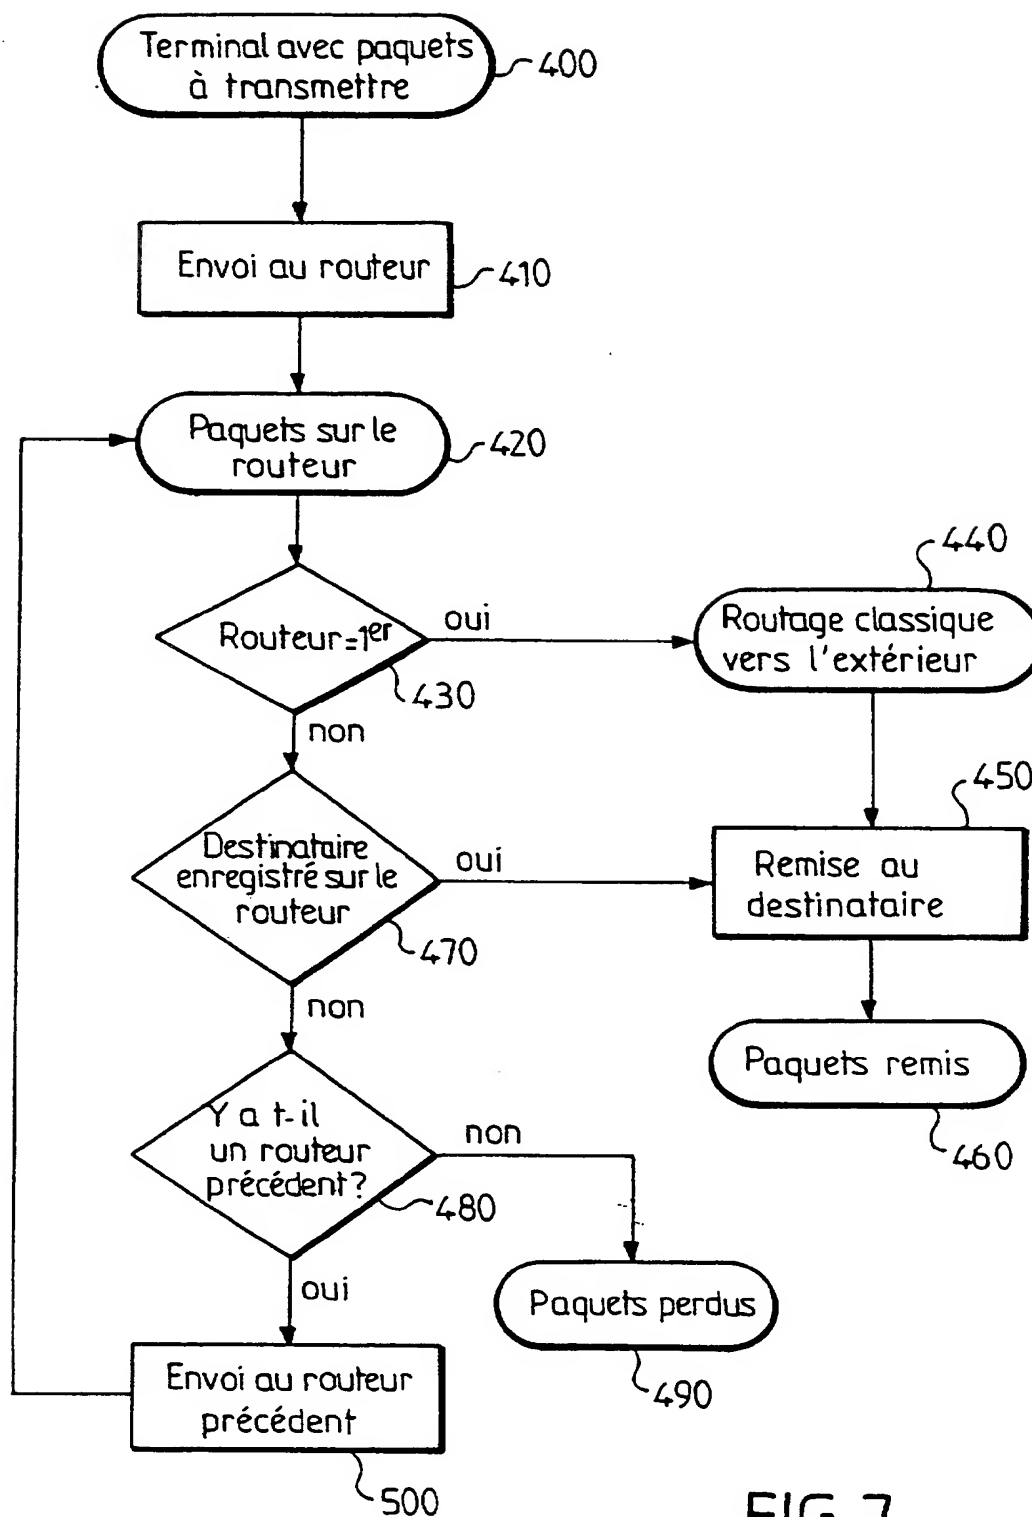 Terminal avec paquets
à transmettre
400
Envoi au routeur
410
Paquets sur le
routeur
420
Routeur=1er
430
oui
non
440
Routage classique
vers l'extérieur
450
Remise au
destinataire
Destinataire
enregistré sur le
routeur
470
oui
non
Paquets remis
460
Y a t-il
un routeur
précédent?
480
non
oui
Paquets perdus
490
Envoi au routeur
précédent
500
FIG.7